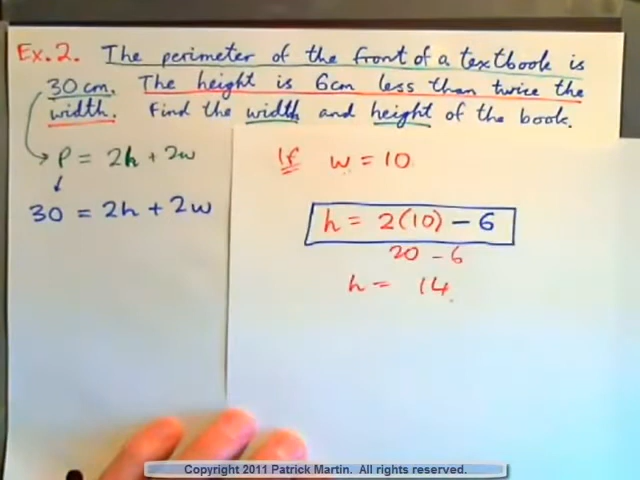 Ex. 2. The perimeter of the front of a textbook is
30 cm. The height is 6cm less than twice the
width. Find the width and height of the book.
P = 2h + 2w
30 = 2h + 2w
If w = 10
h = 2(10) - 6
20 - 6
h = 14
Copyright 2011 Patrick Martin. All rights reserved.